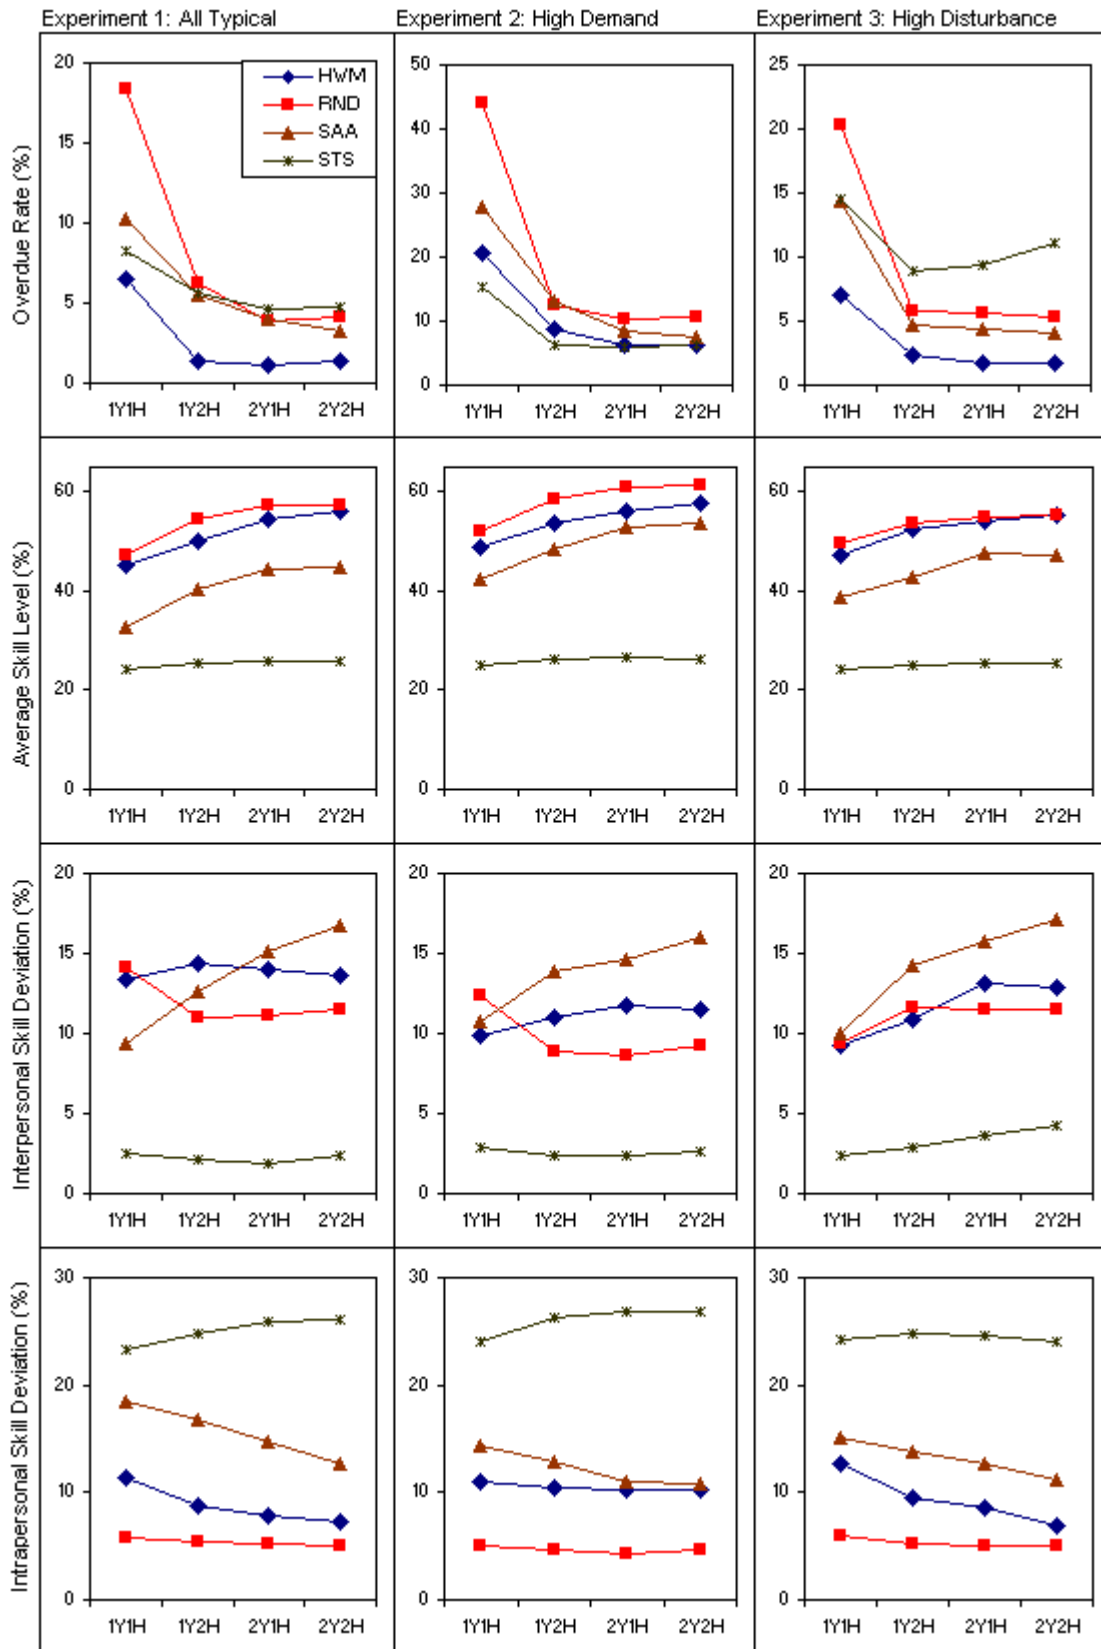 Experiment 1: All Typical
Experiment 2: High Demand
Experiment 3: High Disturbance
Overdue Rate (%)
20
15
10
5
0
HWM
RND
SAA
STS
1Y1H 1Y2H 2Y1H 2Y2H
50
40
30
20
10
0
1Y1H 1Y2H 2Y1H 2Y2H
25
20
15
10
5
0
1Y1H 1Y2H 2Y1H 2Y2H
Average Skill Level (%)
60
40
20
0
1Y1H 1Y2H 2Y1H 2Y2H
60
40
20
0
1Y1H 1Y2H 2Y1H 2Y2H
60
40
20
0
1Y1H 1Y2H 2Y1H 2Y2H
Interpersonal Skill Deviation (%)
20
15
10
5
0
1Y1H 1Y2H 2Y1H 2Y2H
20
15
10
5
0
1Y1H 1Y2H 2Y1H 2Y2H
20
15
10
5
0
1Y1H 1Y2H 2Y1H 2Y2H
Intrapersonal Skill Deviation (%)
30
20
10
0
1Y1H 1Y2H 2Y1H 2Y2H
30
20
10
0
1Y1H 1Y2H 2Y1H 2Y2H
30
20
10
0
1Y1H 1Y2H 2Y1H 2Y2H